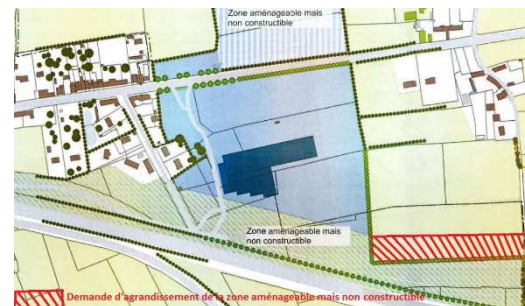 Zone aménageable mais
non constructible
Zone aménageable mais
non constructible
Demande d'agrandissement de la zone aménageable mais non constructible